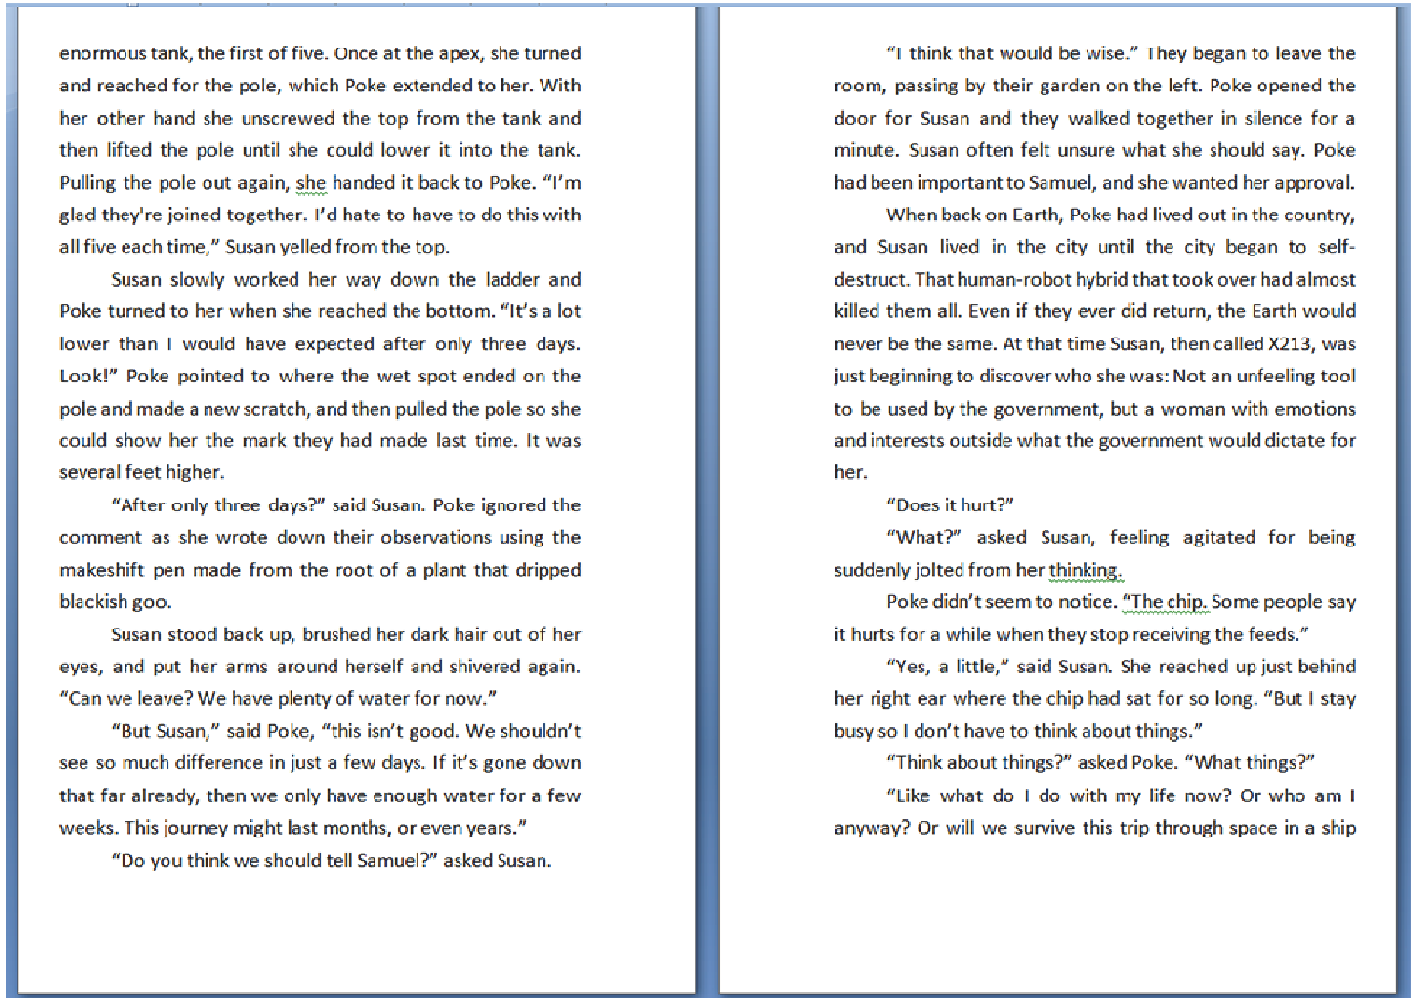 enormous tank, the first of five. Once at the apex, she turned
and reached for the pole, which Poke extended to her. With
her other hand she unscrewed the top from the tank and
then lifted the pole until she could lower it into the tank.
Pulling the pole out again, she handed it back to Poke. “I’m
glad they're joined together. I’d hate to have to do this with
all five each time,” Susan yelled from the top.
Susan slowly worked her way down the ladder and
Poke turned to her when she reached the bottom. “It’s a lot
lower than I would have expected after only three days.
Look!” Poke pointed to where the wet spot ended on the
pole and made a new scratch, and then pulled the pole so she
could show her the mark they had made last time. It was
several feet higher.
“After only three days?” said Susan. Poke ignored the
comment as she wrote down their observations using the
makeshift pen made from the root of a plant that dripped
blackish goo.
Susan stood back up, brushed her dark hair out of her
eyes, and put her arms around herself and shivered again.
“Can we leave? We have plenty of water for now.”
“But Susan,” said Poke, “this isn’t good. We shouldn’t
see so much difference in just a few days. If it’s gone down
that far already, then we only have enough water for a few
weeks. This journey might last months, or even years.”
“Do you think we should tell Samuel?” asked Susan.
“I think that would be wise.” They began to leave the
room, passing by their garden on the left. Poke opened the
door for Susan and they walked together in silence for a
minute. Susan often felt unsure what she should say. Poke
had been important to Samuel, and she wanted her approval.
When back on Earth, Poke had lived out in the country,
and Susan lived in the city until the city began to self-
destruct. That human-robot hybrid that took over had almost
killed them all. Even if they ever did return, the Earth would
never be the same. At that time Susan, then called X213, was
just beginning to discover who she was: Not an unfeeling tool
to be used by the government, but a woman with emotions
and interests outside what the government would dictate for
her.
“Does it hurt?”
“What?” asked Susan, feeling agitated for being
suddenly jolted from her thinking.
Poke didn’t seem to notice. “The chip. Some people say
it hurts for a while when they stop receiving the feeds.”
“Yes, a little,” said Susan. She reached up just behind
her right ear where the chip had sat for so long. “But I stay
busy so I don’t have to think about things.”
“Think about things?” asked Poke. “What things?”
“Like what do I do with my life now? Or who am I
anyway? Or will we survive this trip through space in a ship